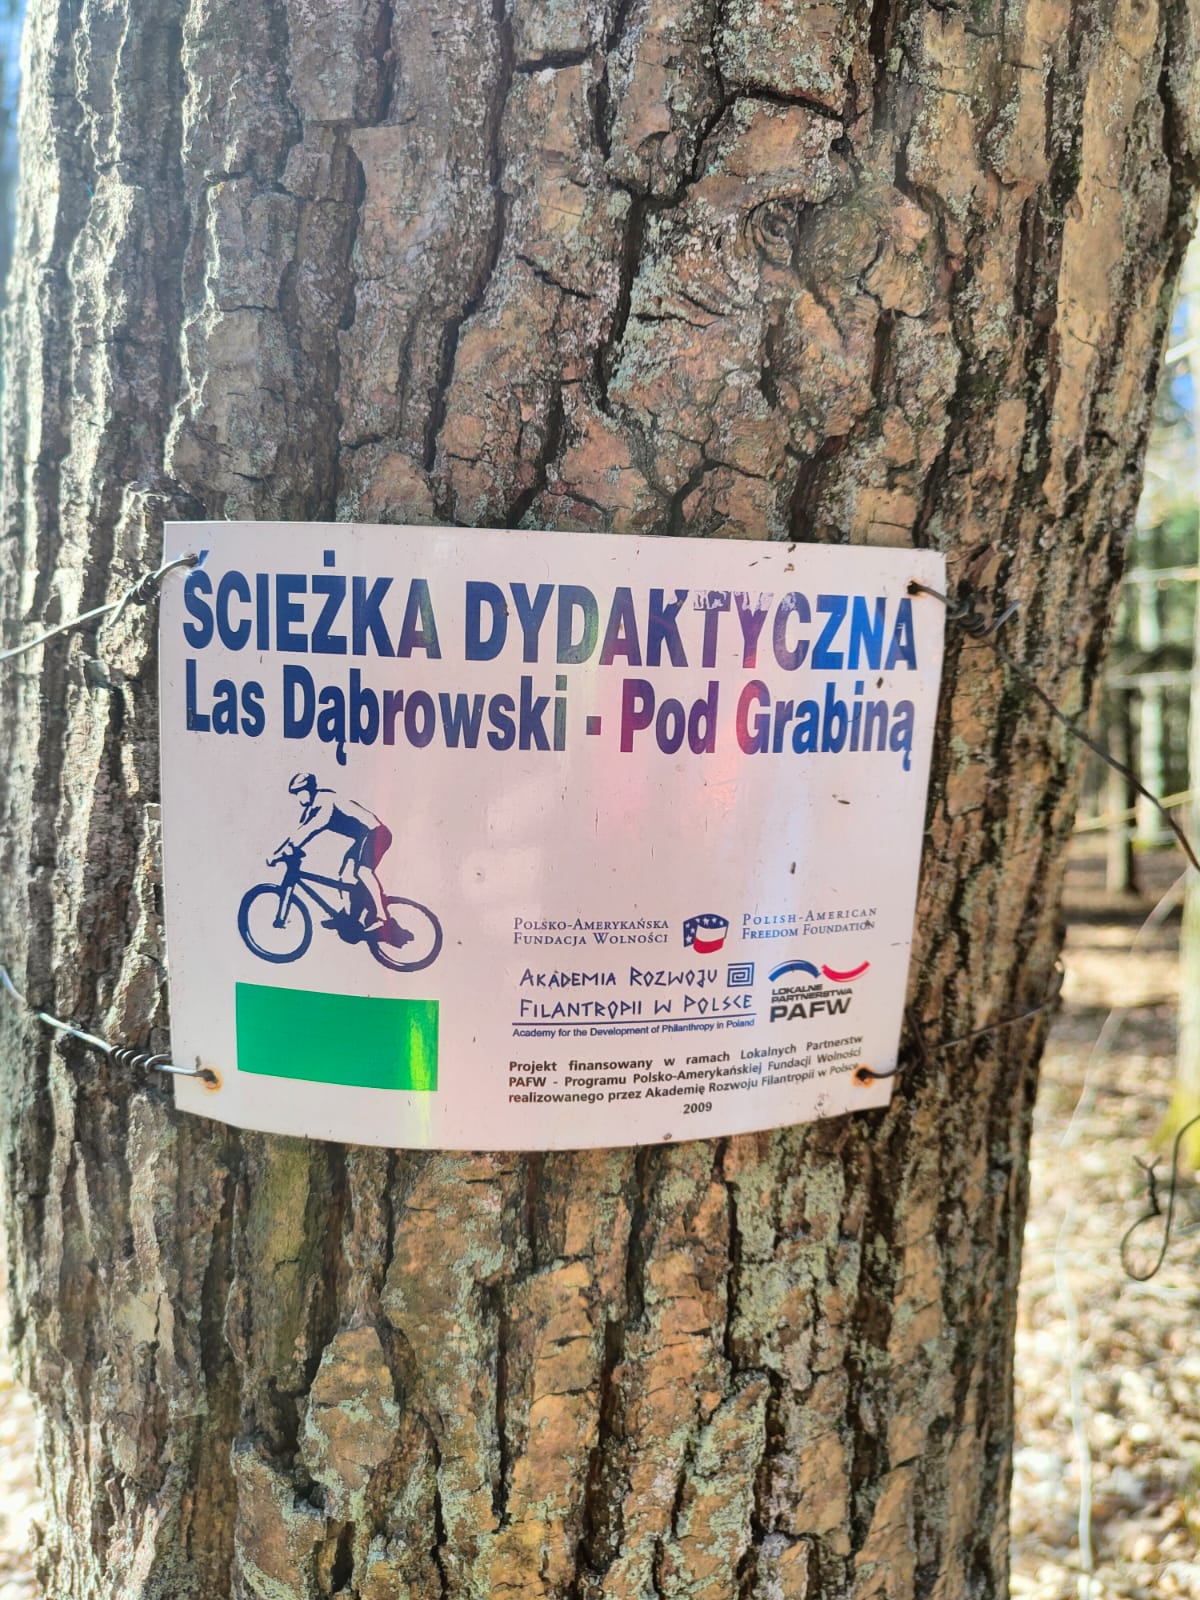 ŚCIEŻKA DYDAKTYCZNA
Las Dąbrowski - Pod Grabiną
POLSKO-AMERYKAŃSKA
FUNDACJA WOLNOŚCI
POLISH-AMERICAN
FREEDOM FOUNDATION
AKADEMIA ROZWOJU
FILANTROPII W POLSCE
Academy for the Development of Philanthropy in Poland
LOKALNE
PARTNERSTWA
PAFW
Projekt finansowany w ramach Lokalnych Partnerstw
PAFW - Programu Polsko-Amerykańskiej Fundacji Wolności
realizowanego przez Akademię Rozwoju Filantropii w Polsce
2009